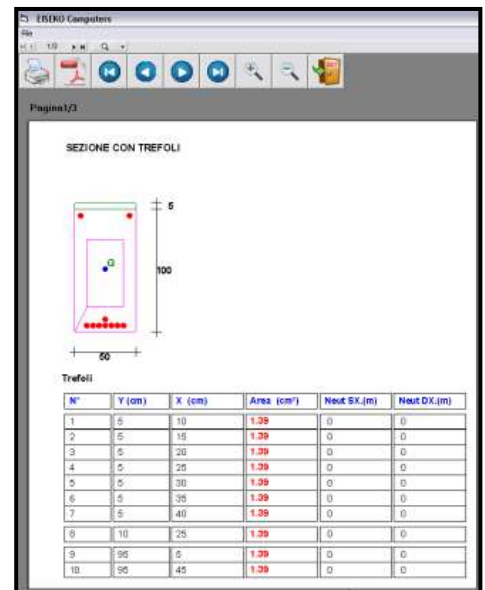 EISEKO Computers
File
1/9
Pagina1/3
SEZIONE CON TREFOLI
5
G
100
50
Trefoli
N° Y (cm) X (cm) Area (cm²) Neut SX.(m) Neut DX.(m)
1 5 10 1.39 0 0
2 5 15 1.39 0 0
3 5 20 1.39 0 0
4 5 25 1.39 0 0
5 5 30 1.39 0 0
6 5 35 1.39 0 0
7 5 40 1.39 0 0
8 10 25 1.39 0 0
9 95 5 1.39 0 0
10 95 45 1.39 0 0